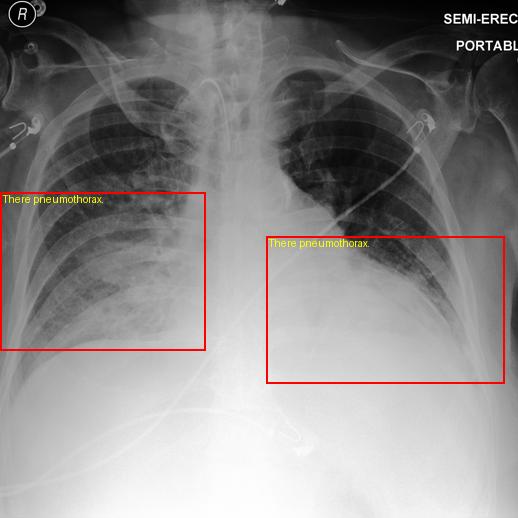 R
SEMI-EREC
PORTABL
There pneumothorax.
There pneumothorax.